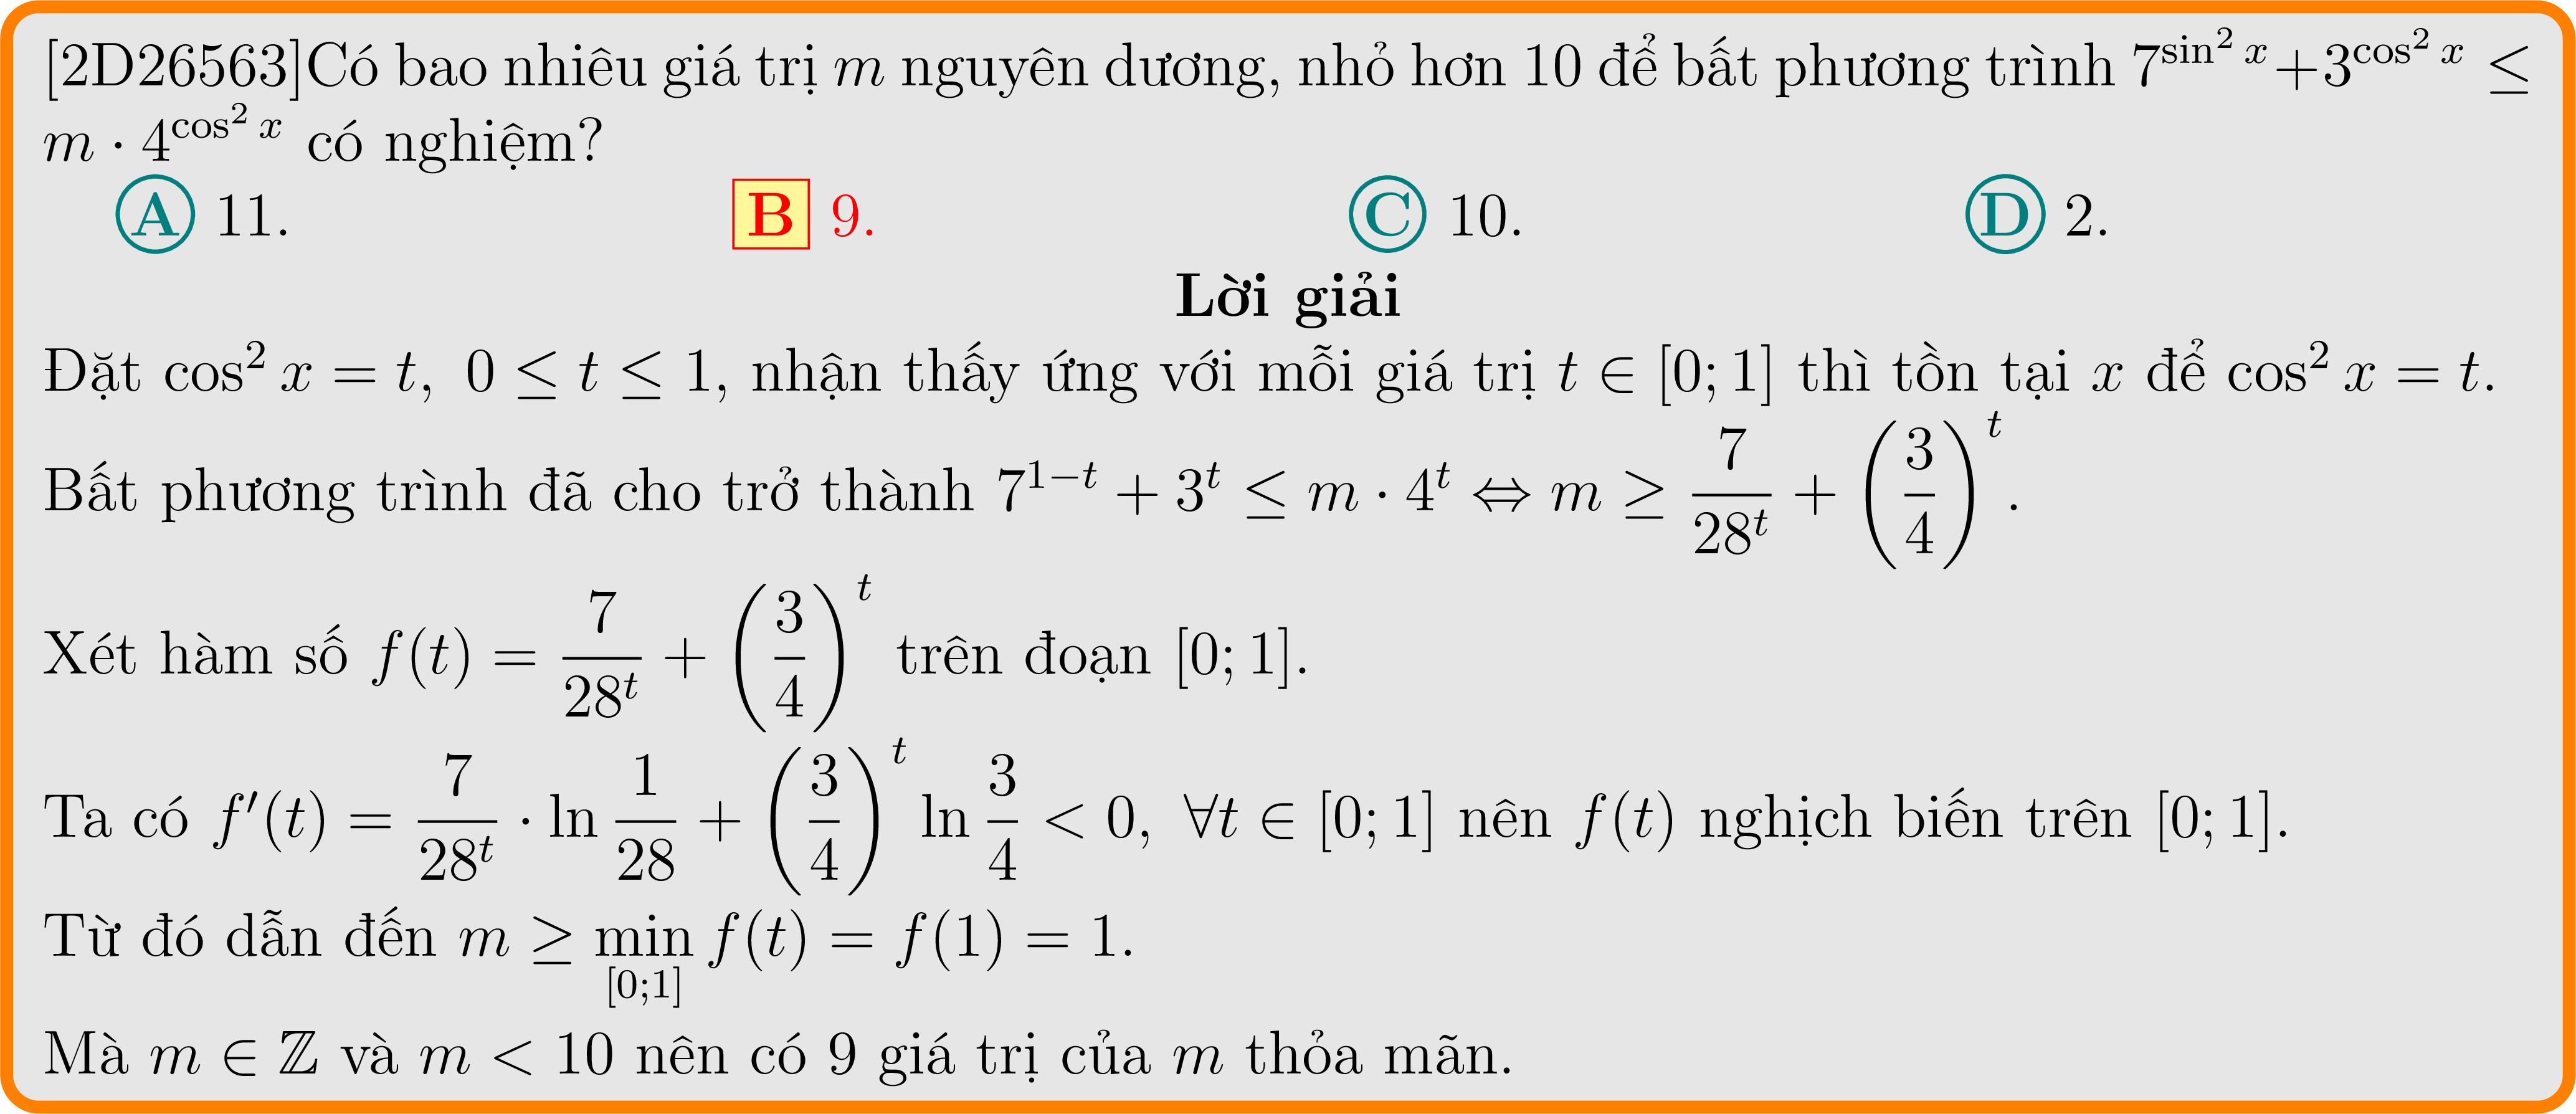 [2D26563]Có bao nhiêu giá trị m nguyên dương, nhỏ hơn 10 để bất phương trình $7^{\sin^2 x}+3^{\cos^2 x} \leq$
$m \cdot 4^{\cos^2 x}$ có nghiệm?
A 11. B 9. C 10. D 2.
Lời giải
Đặt $\cos^2 x = t,\ 0 \leq t \leq 1$, nhận thấy ứng với mỗi giá trị $t \in [0; 1]$ thì tồn tại $x$ để $\cos^2 x = t$.
Bất phương trình đã cho trở thành $7^{1-t} + 3^t \leq m \cdot 4^t \Leftrightarrow m \geq \frac{7}{28^t} + \left(\frac{3}{4}\right)^t$.
Xét hàm số $f(t) = \frac{7}{28^t} + \left(\frac{3}{4}\right)^t$ trên đoạn $[0; 1]$.
Ta có $f'(t) = \frac{7}{28^t} \cdot \ln \frac{1}{28} + \left(\frac{3}{4}\right)^t \ln \frac{3}{4} < 0,\ \forall t \in [0; 1]$ nên $f(t)$ nghịch biến trên $[0; 1]$.
Từ đó dẫn đến $m \geq \min_{[0;1]} f(t) = f(1) = 1$.
Mà $m \in \mathbb{Z}$ và $m < 10$ nên có 9 giá trị của $m$ thỏa mãn.